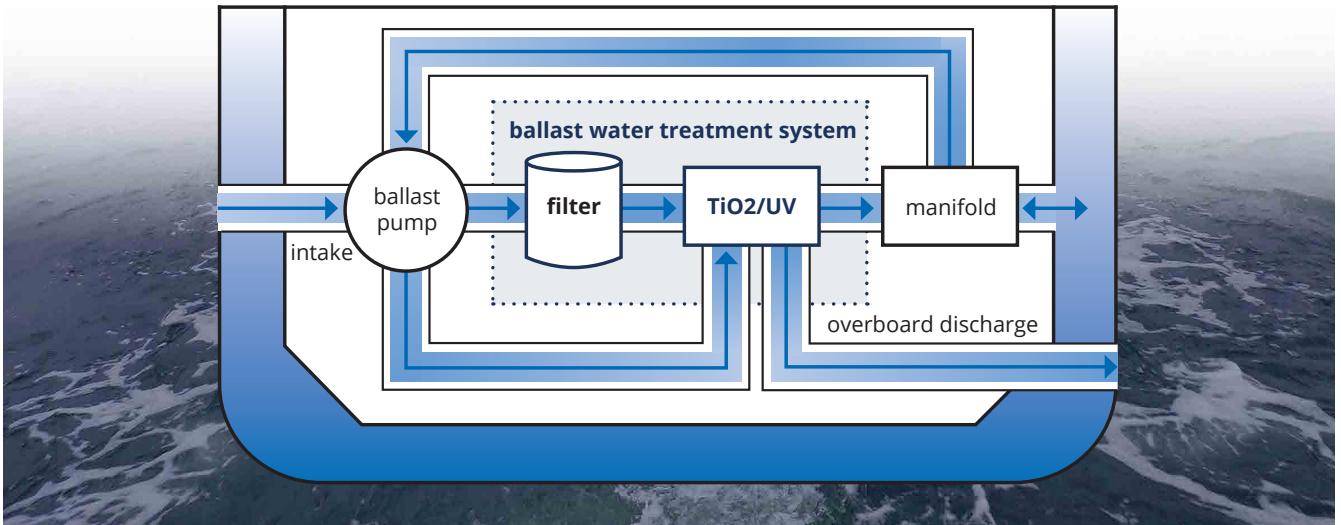 ballast water treatment system
ballast
pump
filter
TiO2/UV
manifold
intake
overboard discharge